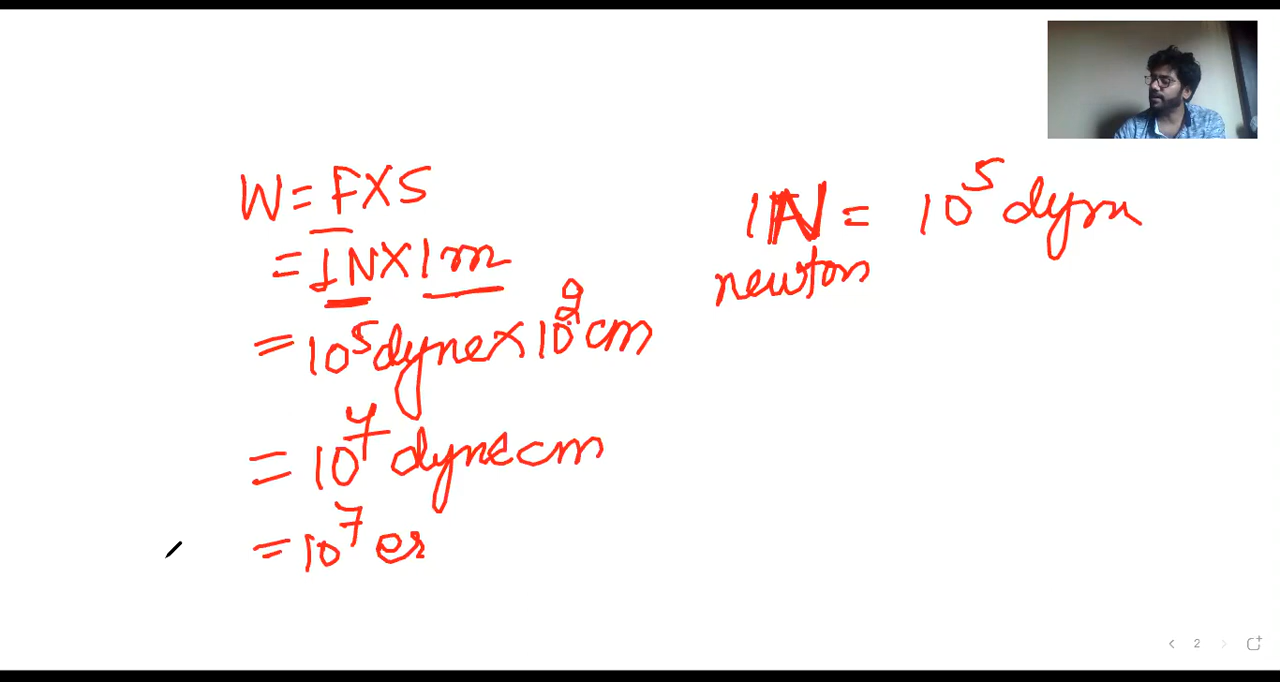 W = F X S
= 1N X 1m
= 10⁵ dyne x 10² cm
= 10⁷ dyne cm
= 10⁷ er
1N = 10⁵ dyn
newton
2